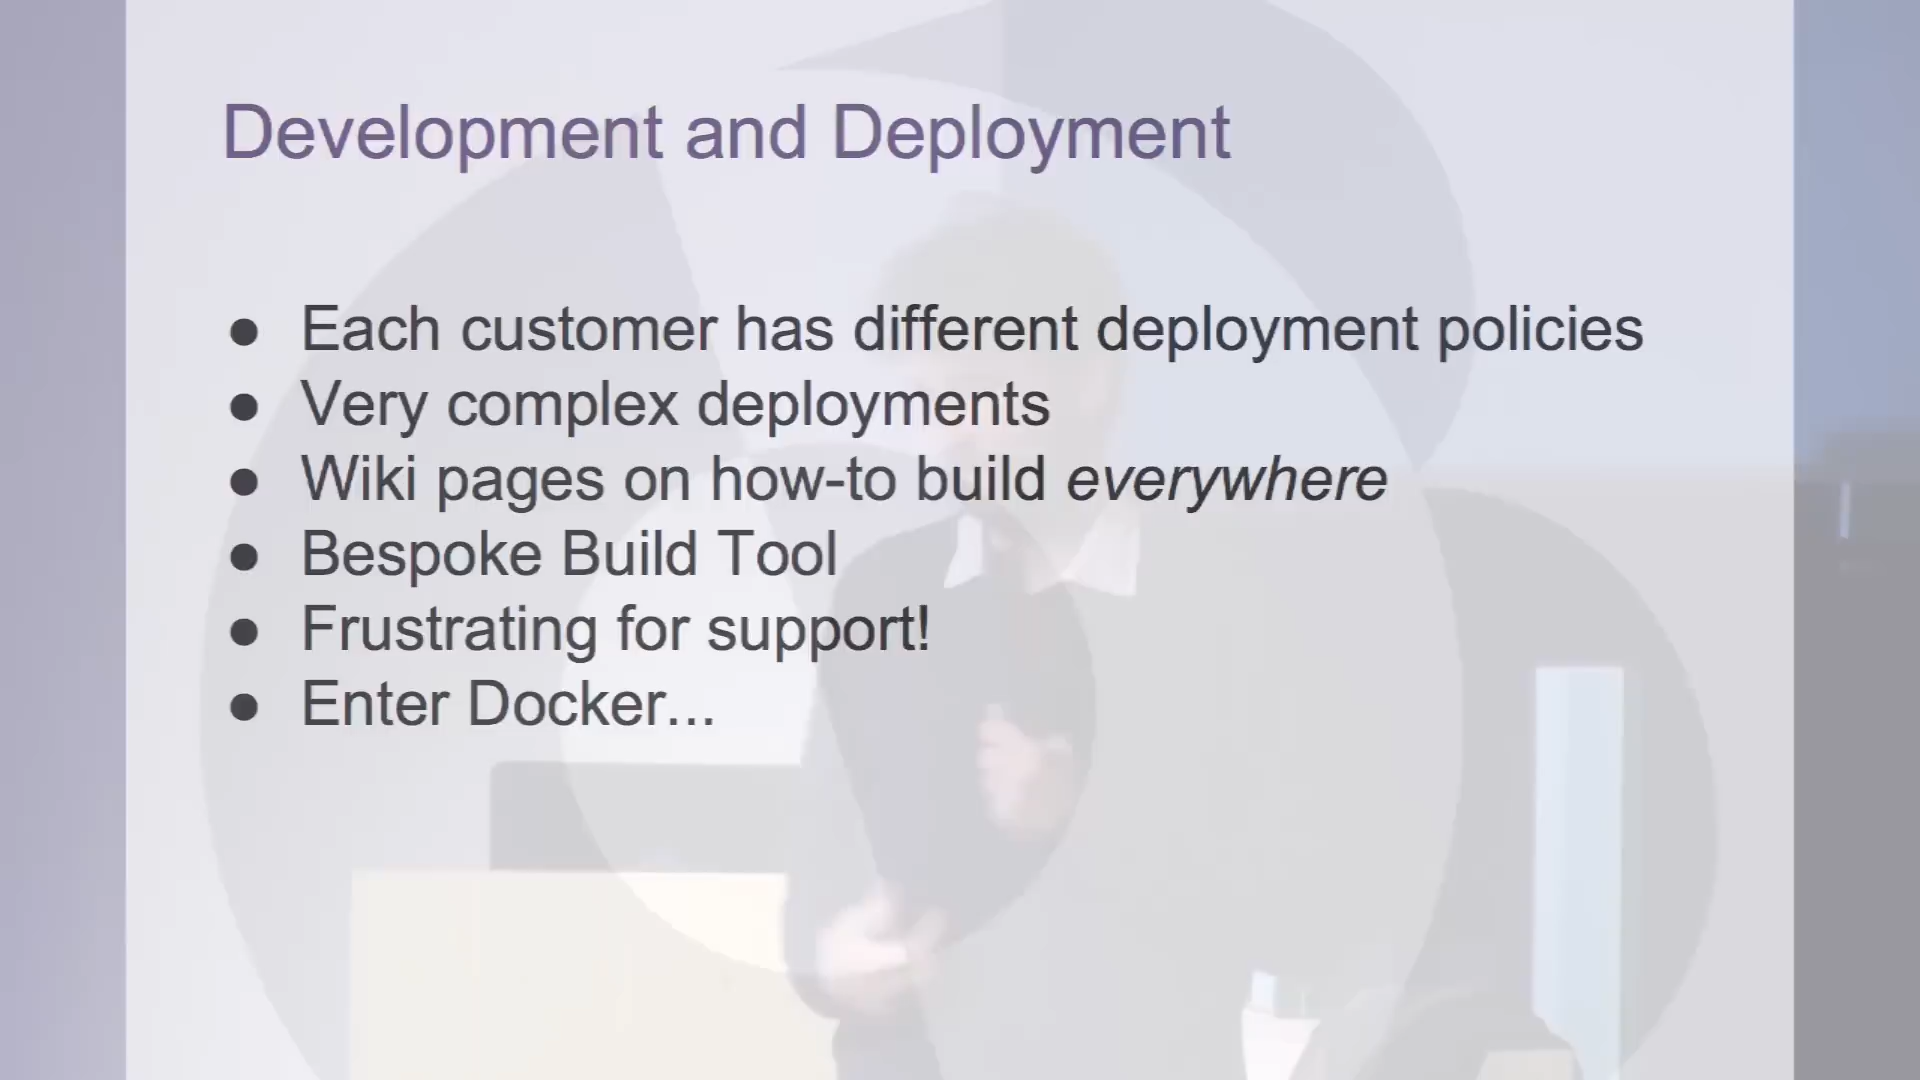 Development and Deployment
● Each customer has different deployment policies
● Very complex deployments
● Wiki pages on how-to build everywhere
● Bespoke Build Tool
● Frustrating for support!
● Enter Docker...